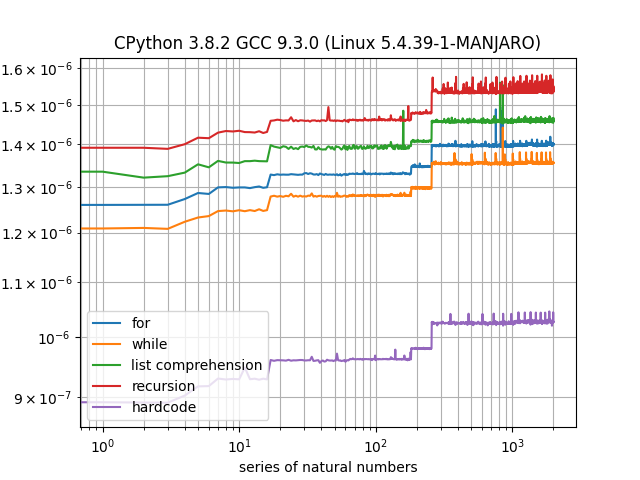 CPython 3.8.2 GCC 9.3.0 (Linux 5.4.39-1-MANJARO)
1.6 × 10⁻⁶
1.5 × 10⁻⁶
1.4 × 10⁻⁶
1.3 × 10⁻⁶
1.2 × 10⁻⁶
1.1 × 10⁻⁶
10⁻⁶
9 × 10⁻⁷
for
while
list comprehension
recursion
hardcode
10⁰ 10¹ 10² 10³
series of natural numbers